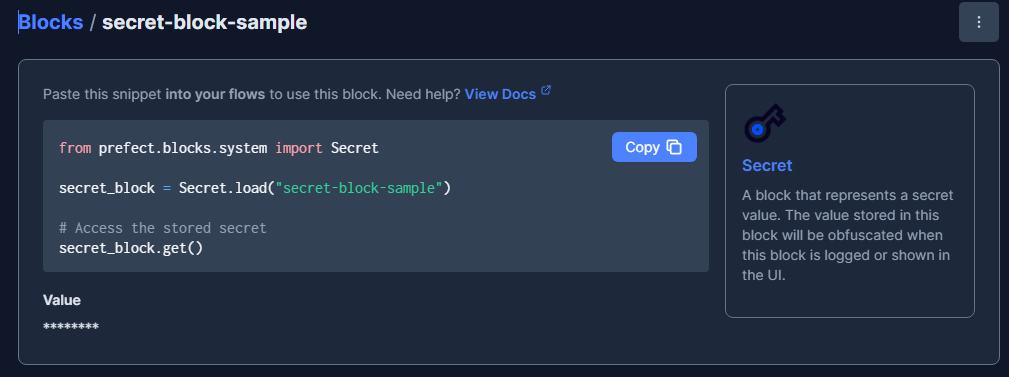 Blocks / secret-block-sample
Paste this snippet into your flows to use this block. Need help? View Docs
from prefect.blocks.system import Secret
Copy
secret_block = Secret.load("secret-block-sample")
# Access the stored secret
secret_block.get()
Value
********
Secret
A block that represents a secret
value. The value stored in this
block will be obfuscated when
this block is logged or shown in
the UI.